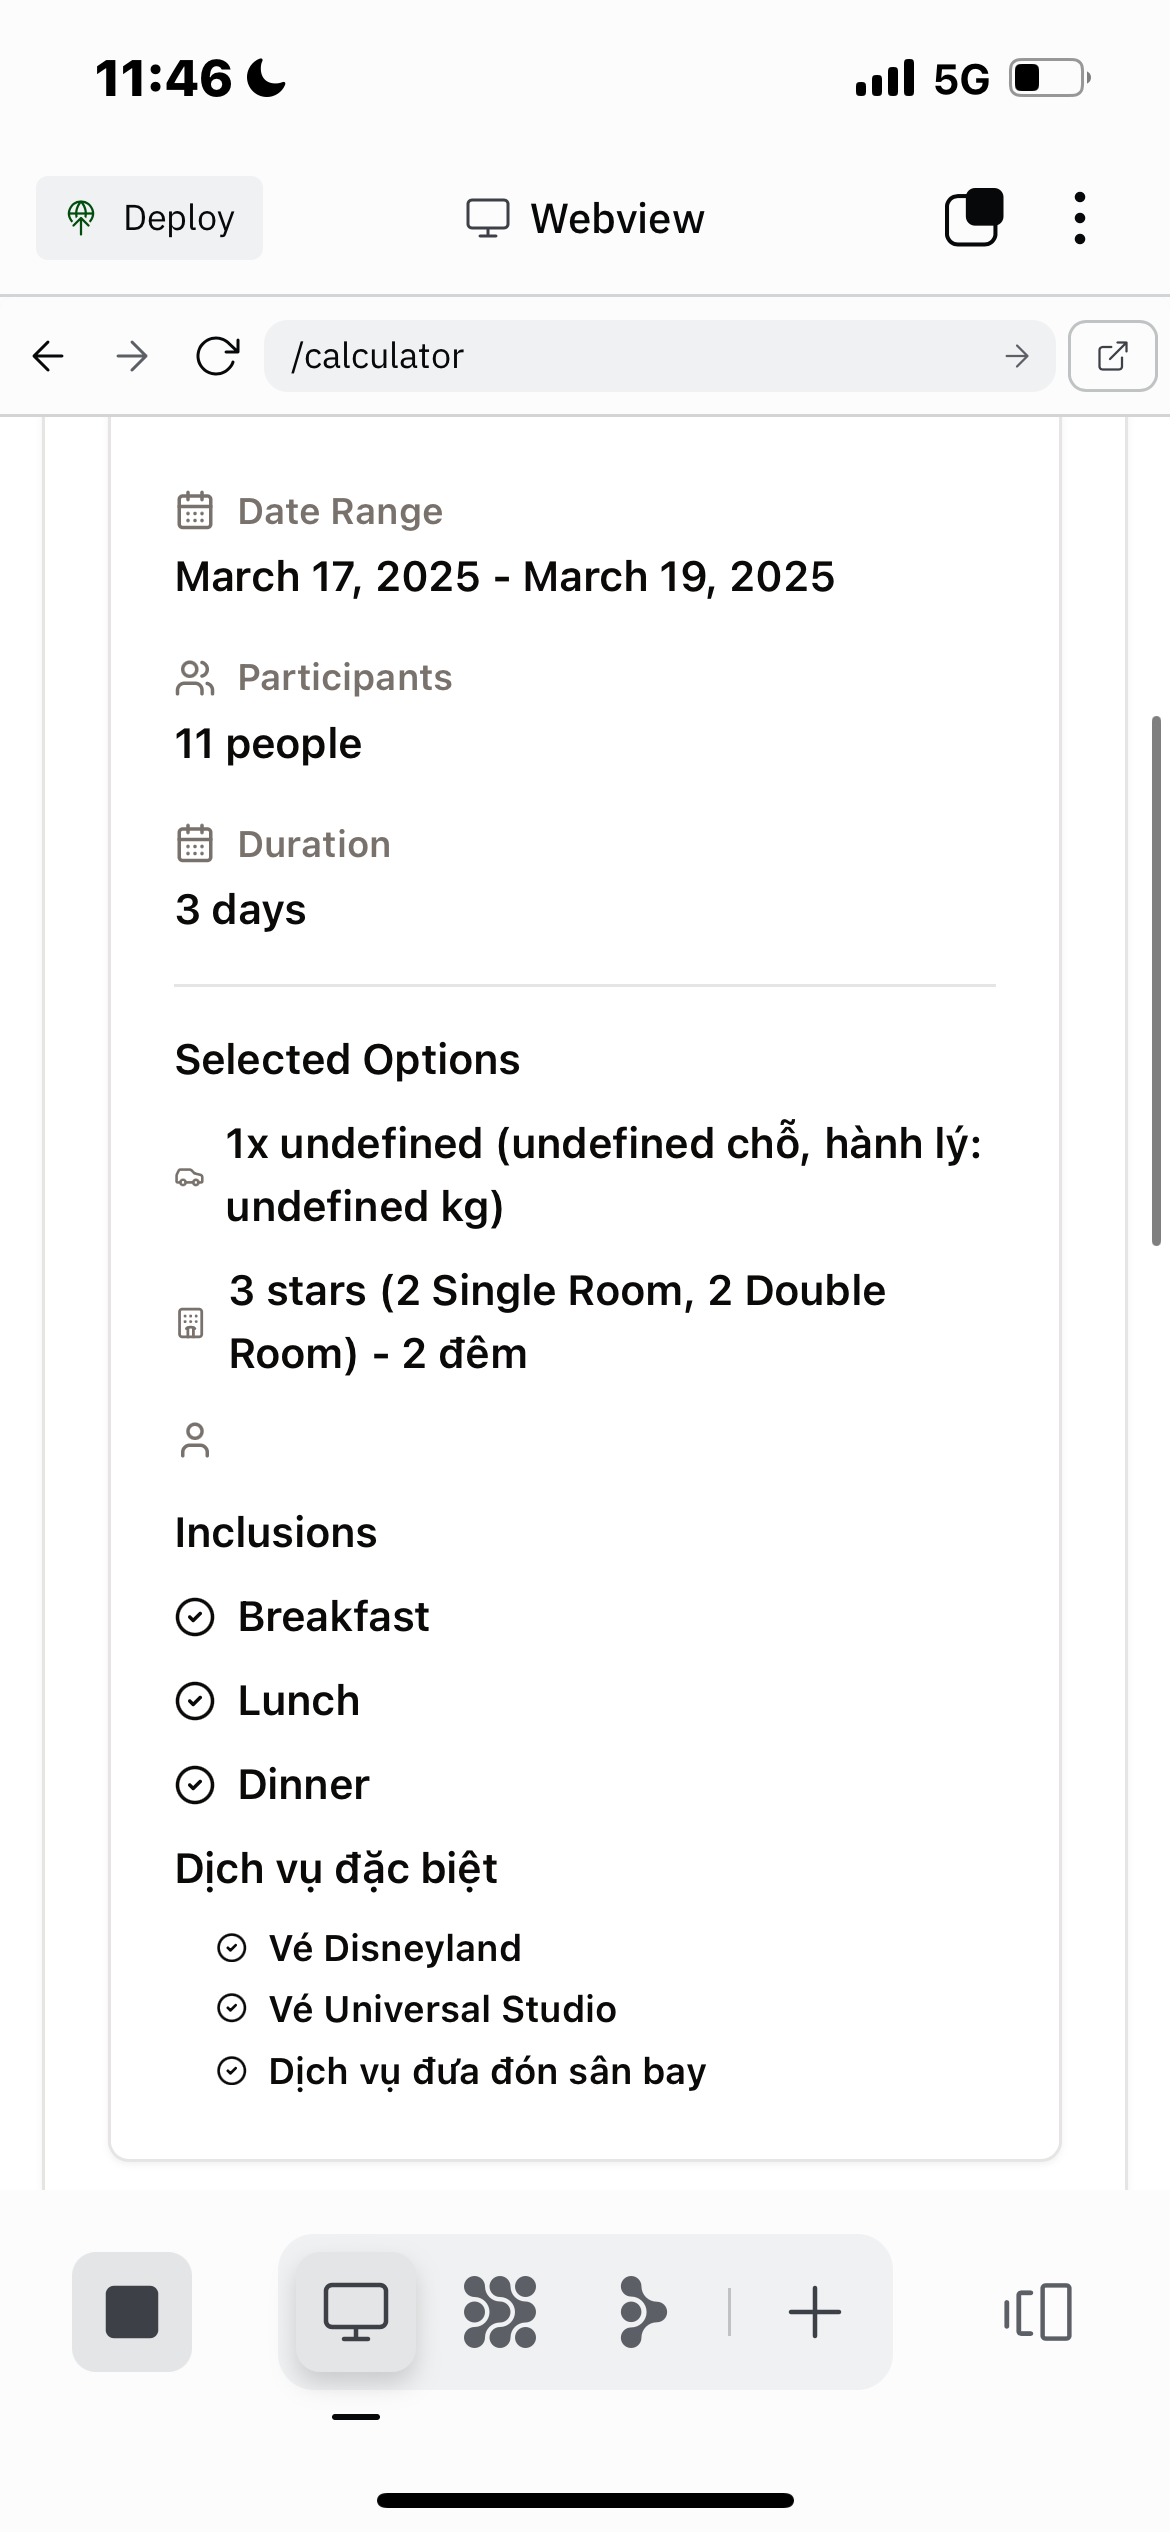 11:46
5G
Deploy
Webview
/calculator
Date Range
March 17, 2025 - March 19, 2025
Participants
11 people
Duration
3 days
Selected Options
1x undefined (undefined chỗ, hành lý:
undefined kg)
3 stars (2 Single Room, 2 Double
Room) - 2 đêm
Inclusions
Breakfast
Lunch
Dinner
Dịch vụ đặc biệt
Vé Disneyland
Vé Universal Studio
Dịch vụ đưa đón sân bay